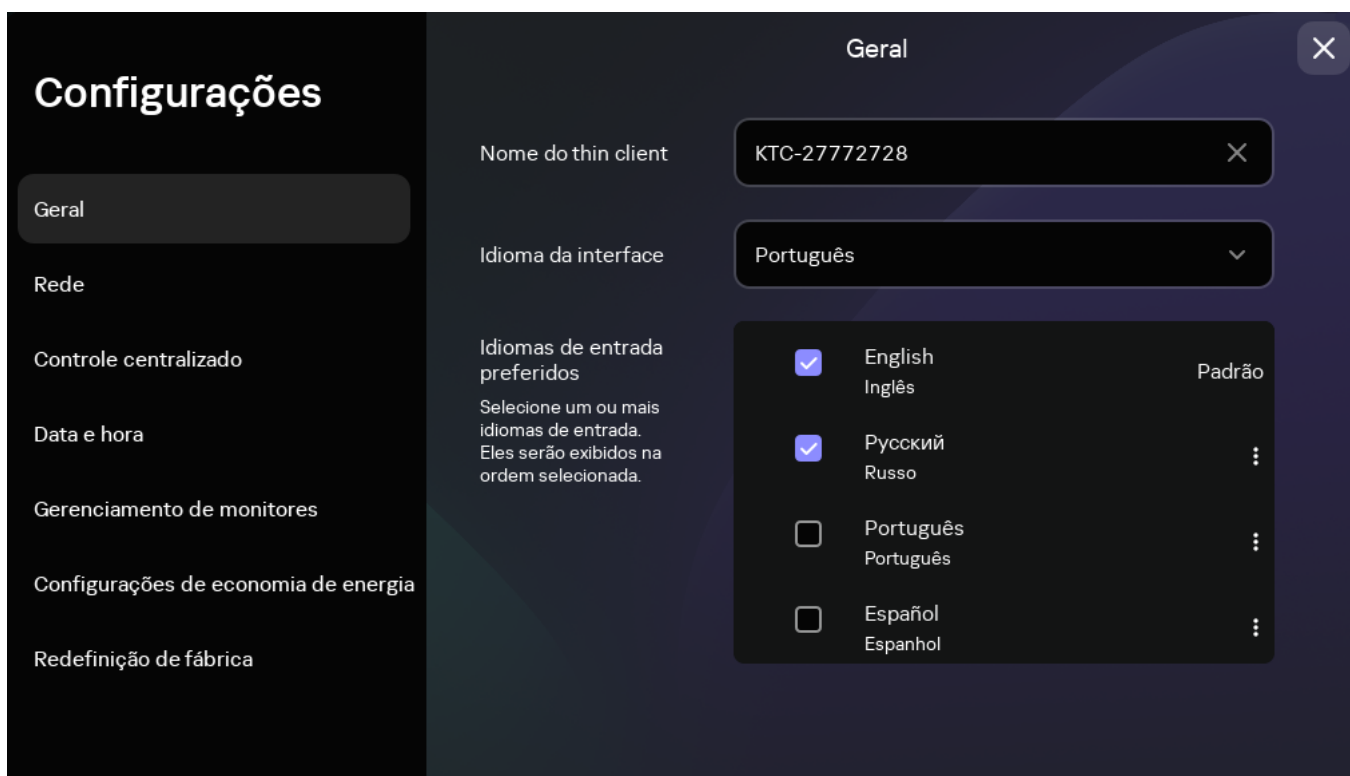 Configurações
Geral
Rede
Controle centralizado
Data e hora
Gerenciamento de monitores
Configurações de economia de energia
Redefinição de fábrica
Geral
Nome do thin client
KTC-27772728
Idioma da interface
Português
Idiomas de entrada
preferidos
Selecione um ou mais
idiomas de entrada.
Eles serão exibidos na
ordem selecionada.
English
Inglês
Padrão
Русский
Russo
Português
Português
Español
Espanhol